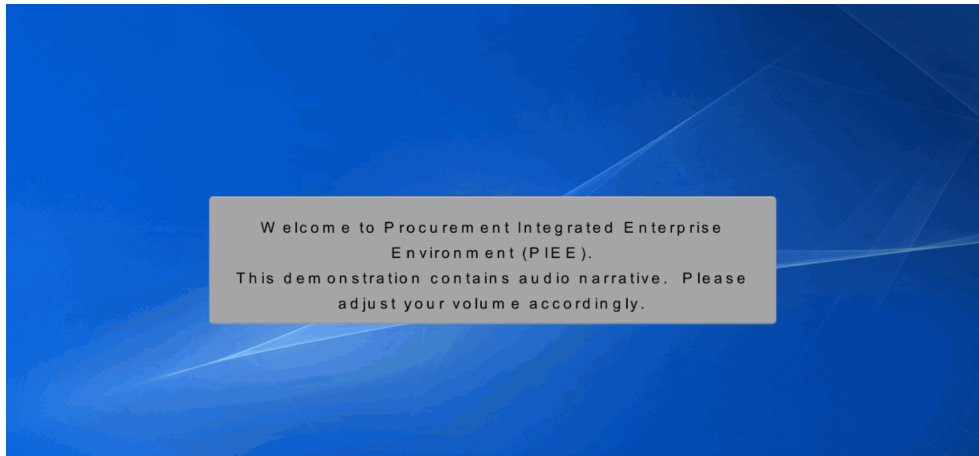 Welcome to Procurement Integrated Enterprise
Environment (PIEE).
This demonstration contains audio narrative. Please
adjust your volume accordingly.